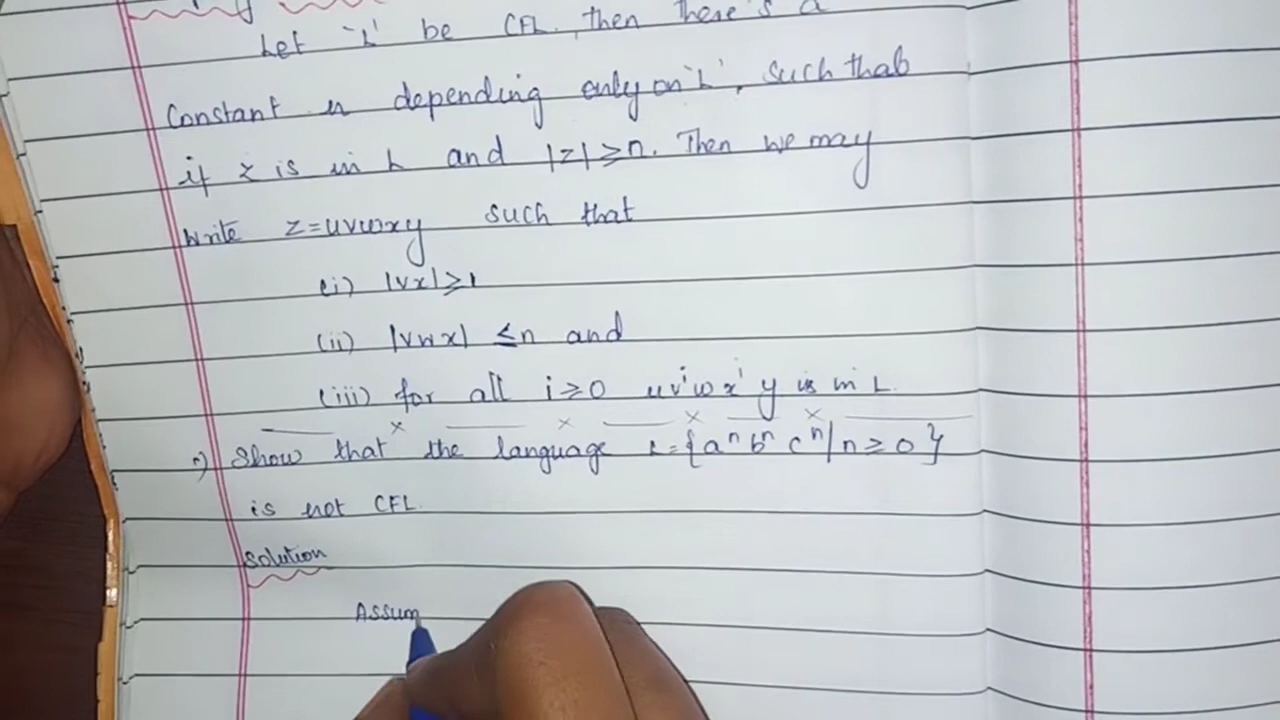 Let 'L' be CFL, then there's a
Constant n depending only on 'L', such that
if z is in L and |z| ≥ n. Then we may
Write z=uvwxy such that
(i) |vx| ≥ 1
(ii) |vwx| ≤ n and
(iii) for all i ≥ 0 uvⁱwxⁱy is in L.
Show that the language L={aⁿbⁿcⁿ|n ≥ 0}
is not CFL.
Solution
Assum